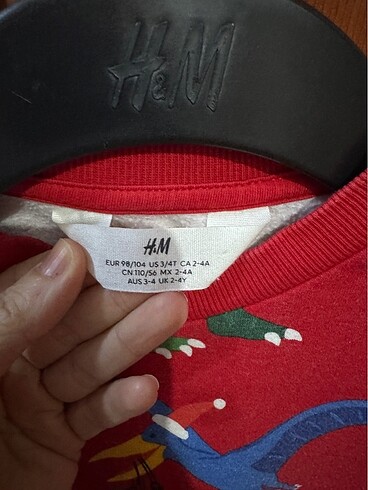 H&M
H&M
EUR 98/104 US 3/4T CA 2-4A
CN 110/56 MX 2-4A
AUS 3-4 UK 2-4Y